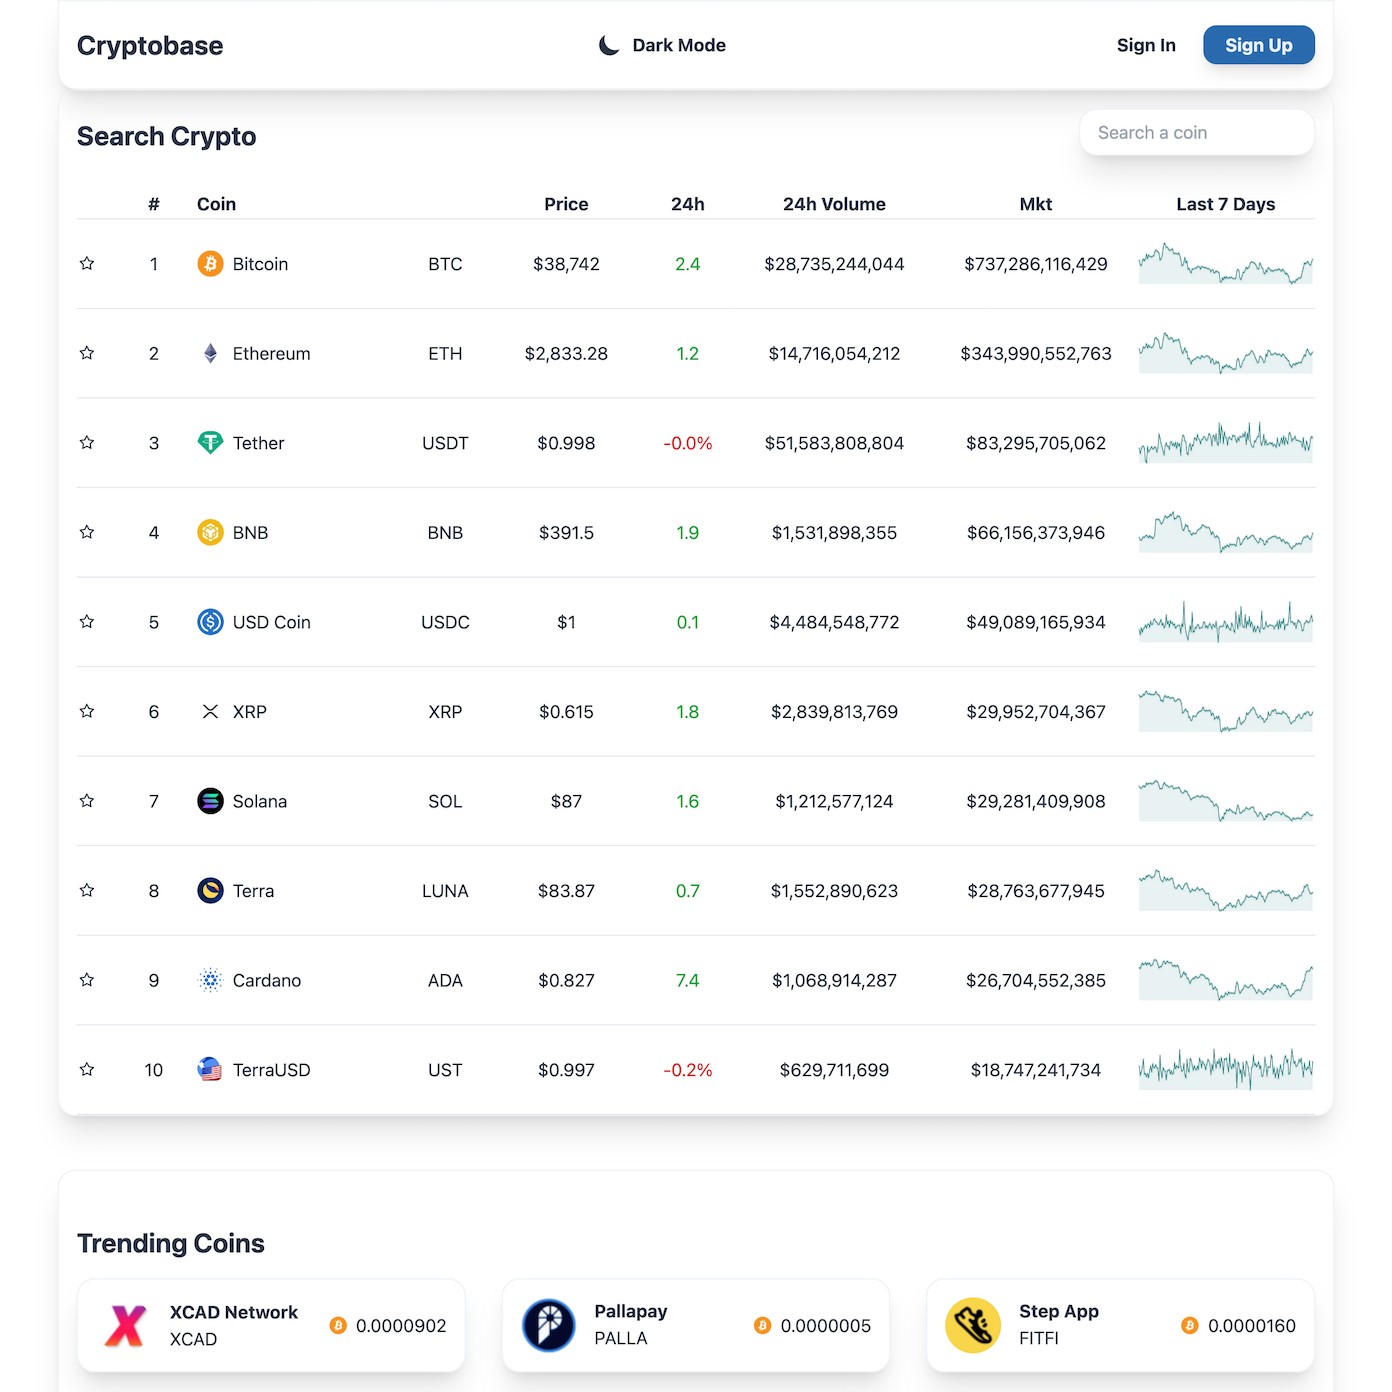 Cryptobase Dark Mode Sign In Sign Up
Search Crypto Search a coin
# Coin Price 24h 24h Volume Mkt Last 7 Days
1 Bitcoin BTC $38,742 2.4 $28,735,244,044 $737,286,116,429
2 Ethereum ETH $2,833.28 1.2 $14,716,054,212 $343,990,552,763
3 Tether USDT $0.998 -0.0% $51,583,808,804 $83,295,705,062
4 BNB BNB $391.5 1.9 $1,531,898,355 $66,156,373,946
5 USD Coin USDC $1 0.1 $4,484,548,772 $49,089,165,934
6 XRP XRP $0.615 1.8 $2,839,813,769 $29,952,704,367
7 Solana SOL $87 1.6 $1,212,577,124 $29,281,409,908
8 Terra LUNA $83.87 0.7 $1,552,890,623 $28,763,677,945
9 Cardano ADA $0.827 7.4 $1,068,914,287 $26,704,552,385
10 TerraUSD UST $0.997 -0.2% $629,711,699 $18,747,241,734
Trending Coins
XCAD Network
XCAD
0.0000902
Pallapay
PALLA
0.0000005
Step App
FITFI
0.0000160